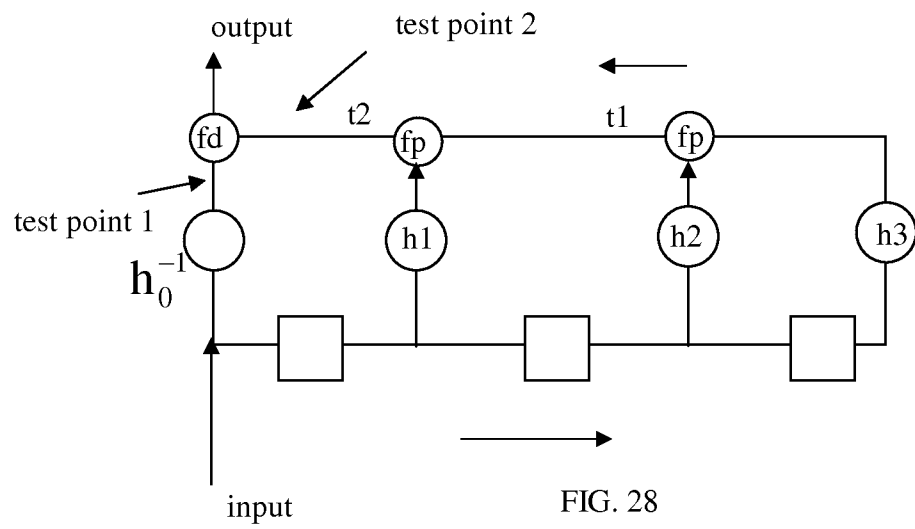 output
test point 2
t2
t1
fd
fp
fp
test point 1
h1
h2
h3
h₀⁻¹
input
FIG. 28